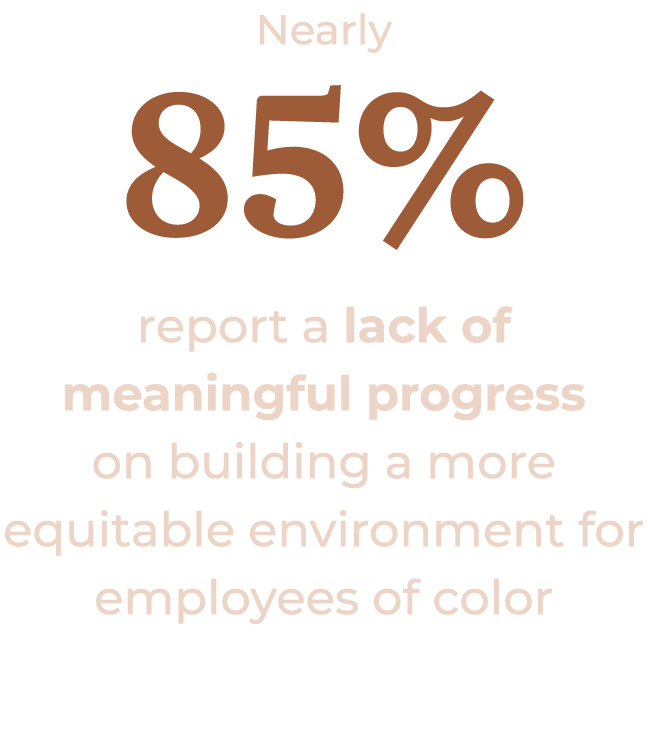 Nearly
85%
report a lack of
meaningful progress
on building a more
equitable environment for
employees of color